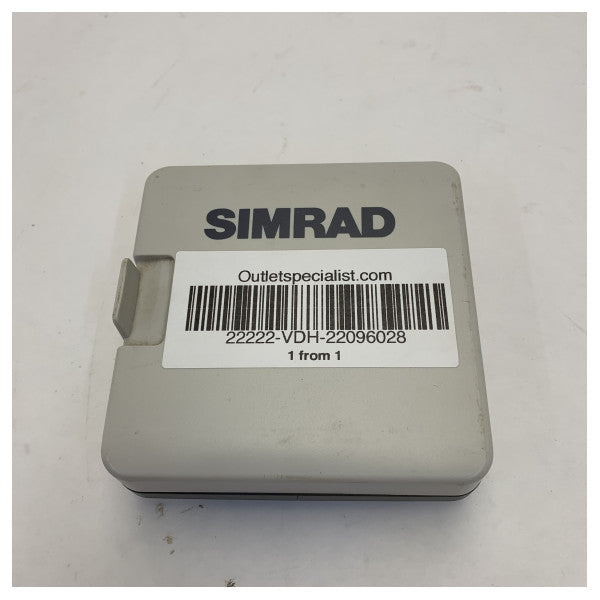 SIMRAD
Outletspecialist.com
22222-VDH-22096028
1 from 1